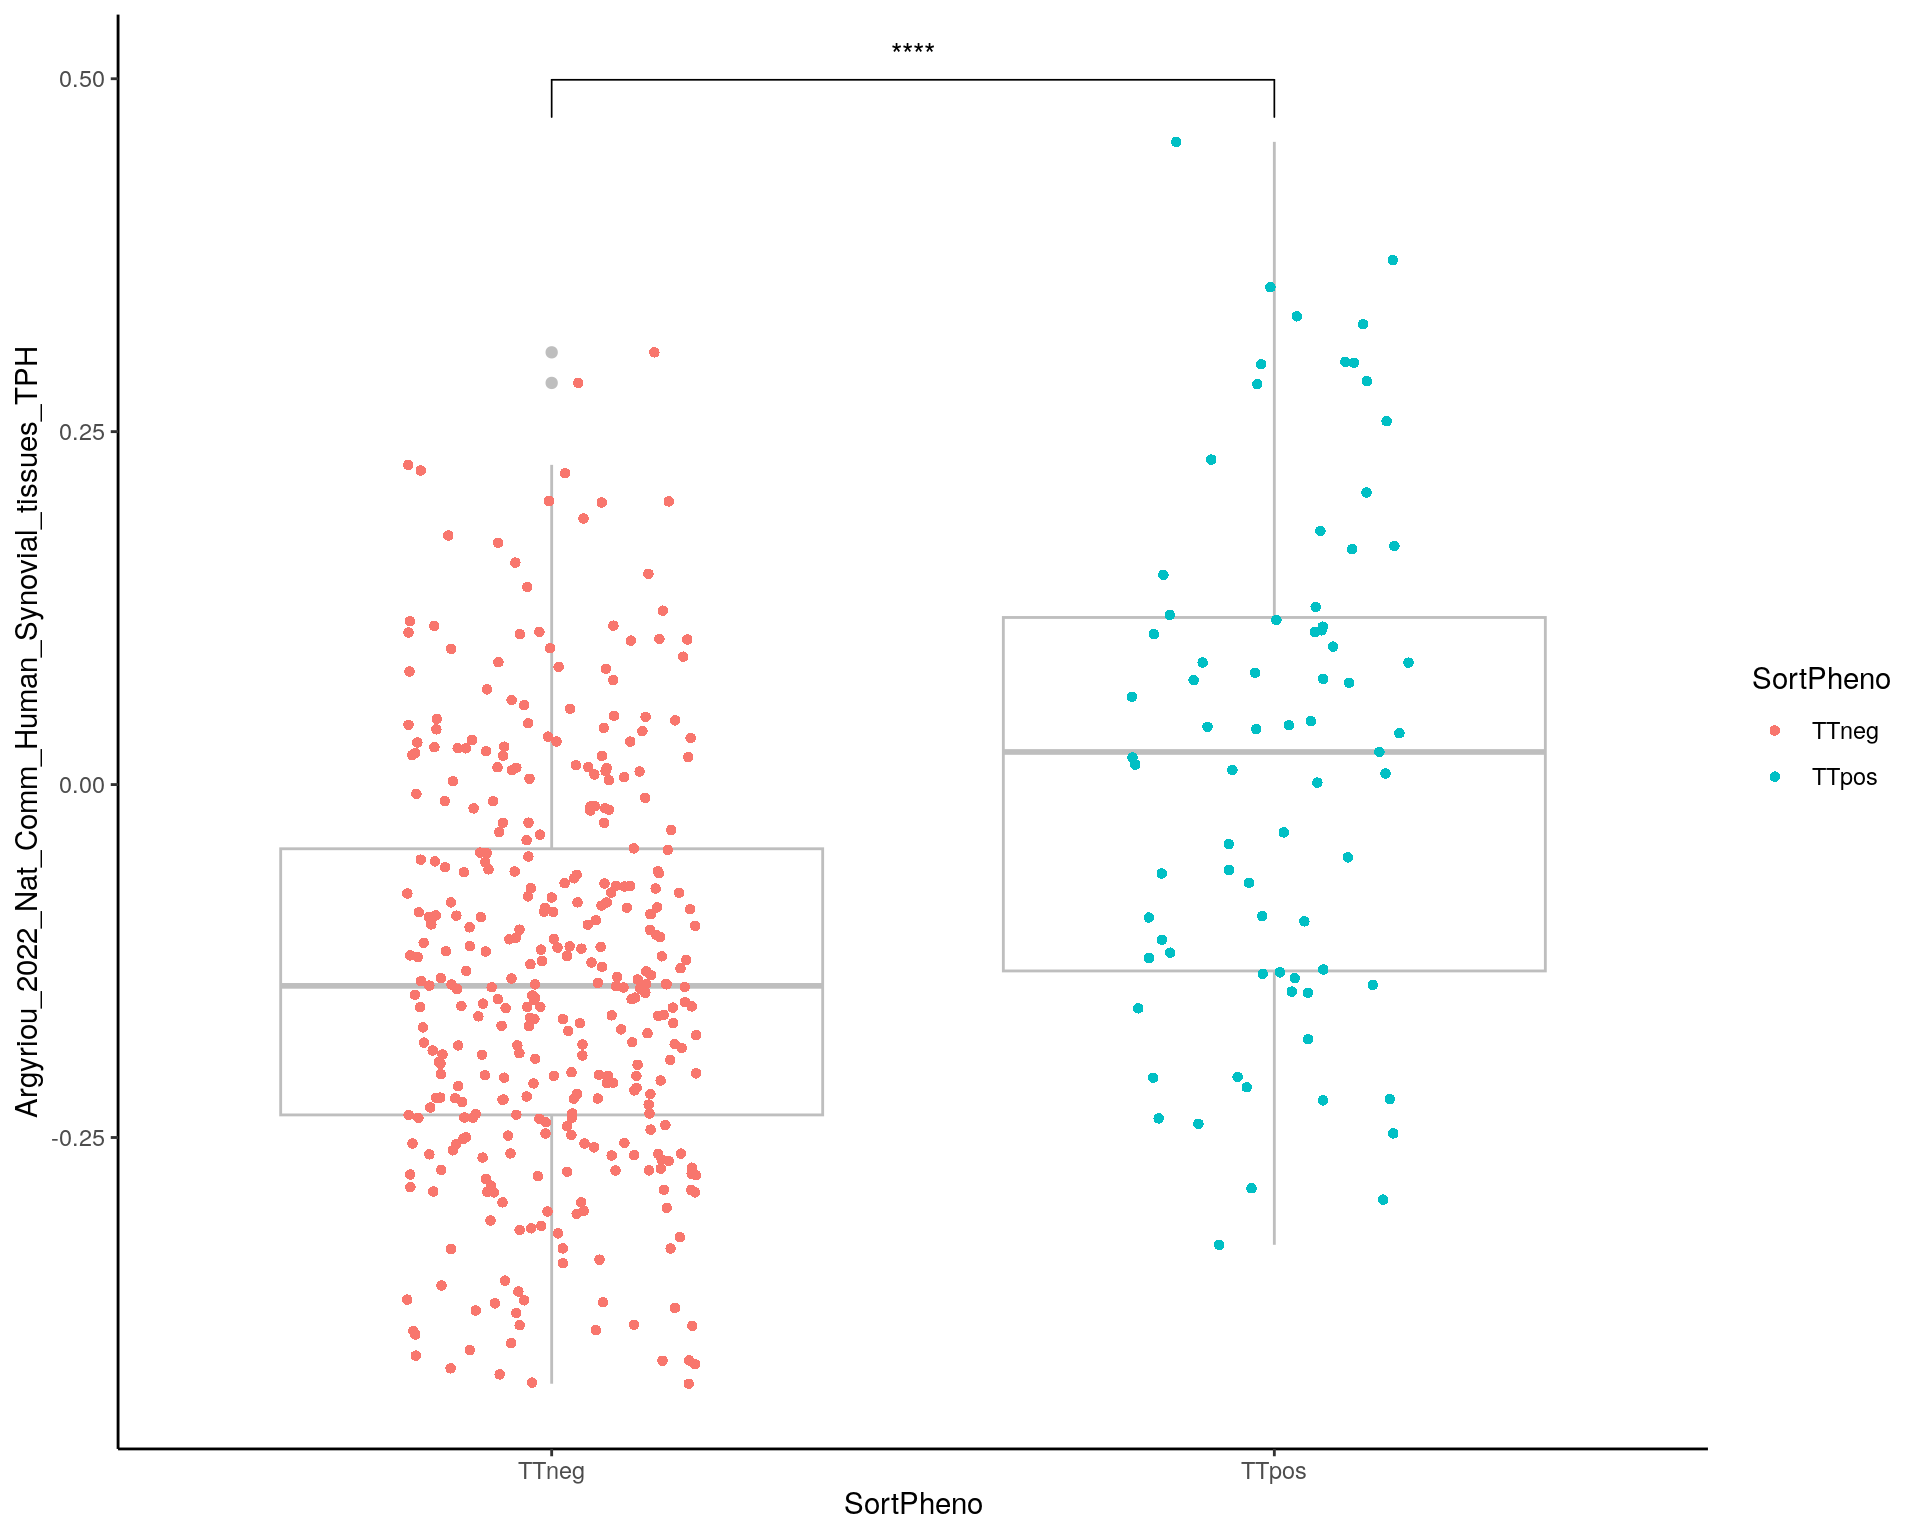 ****
0.50
0.25
0.00
-0.25
Argyriou_2022_Nat_Comm_Human_Synovial_tissues_TPH
TTneg
TTpos
SortPheno
SortPheno
TTneg
TTpos